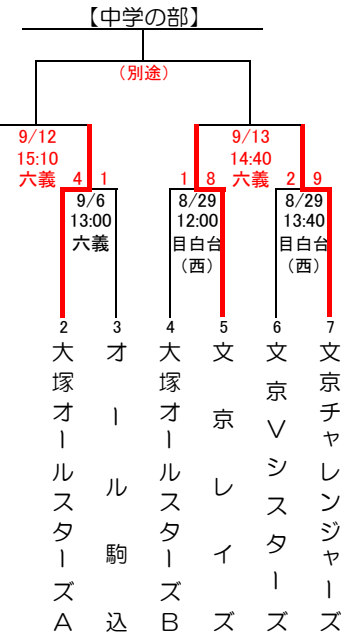 【中学の部】
(別途)
9/12
15:10
六義
9/13
14:40
六義
4 1
1 8
2 9
9/6
13:00
六義
8/29
12:00
目白台
(西)
8/29
13:40
目白台
(西)
2 3 4 5 6 7
大塚オールスターズA
オール駒込
大塚オールスターズB
文京レイズ
文京Vシスターズ
文京チャレンジャーズ